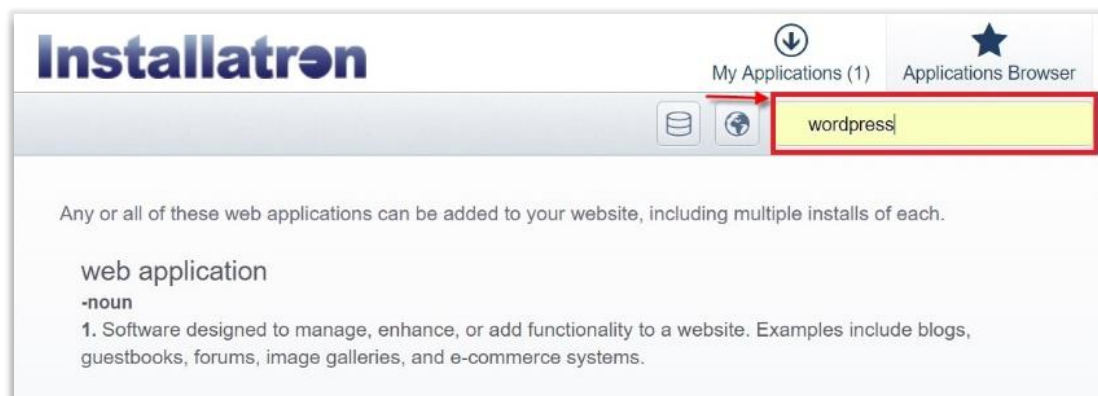 Installatron
My Applications (1)
Applications Browser
wordpress
Any or all of these web applications can be added to your website, including multiple installs of each.
web application
-noun
1. Software designed to manage, enhance, or add functionality to a website. Examples include blogs,
guestbooks, forums, image galleries, and e-commerce systems.